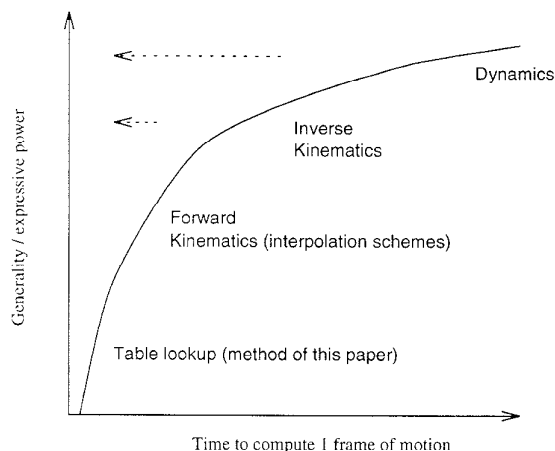 Generality / expressive power
Dynamics
Inverse
Kinematics
Forward
Kinematics (interpolation schemes)
Table lookup (method of this paper)
Time to compute 1 frame of motion